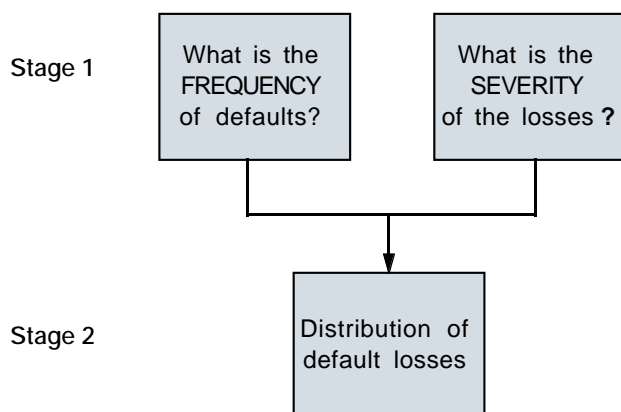 Stage 1
What is the
FREQUENCY
of defaults?
What is the
SEVERITY
of the losses ?
Stage 2
Distribution of
default losses